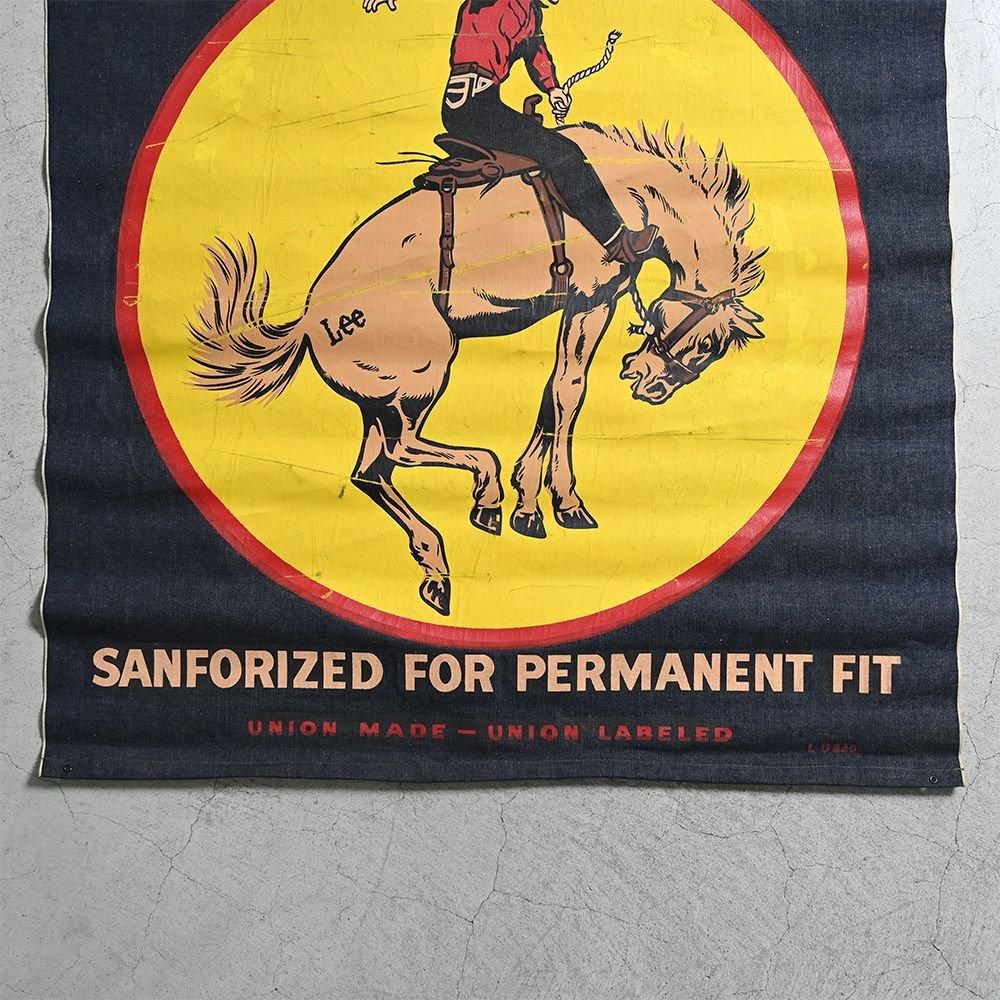 Lee
SANFORIZED FOR PERMANENT FIT
UNION MADE — UNION LABELED